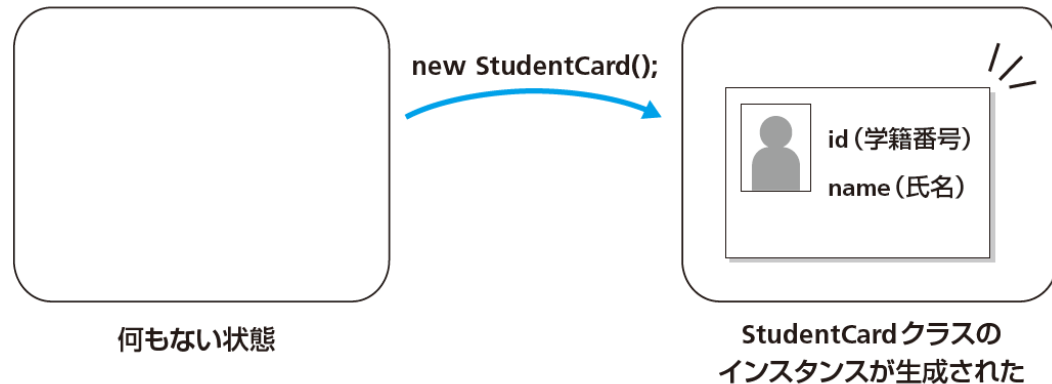 new StudentCard();
id（学籍番号）
name（氏名）
何もない状態
StudentCardクラスの
インスタンスが生成された